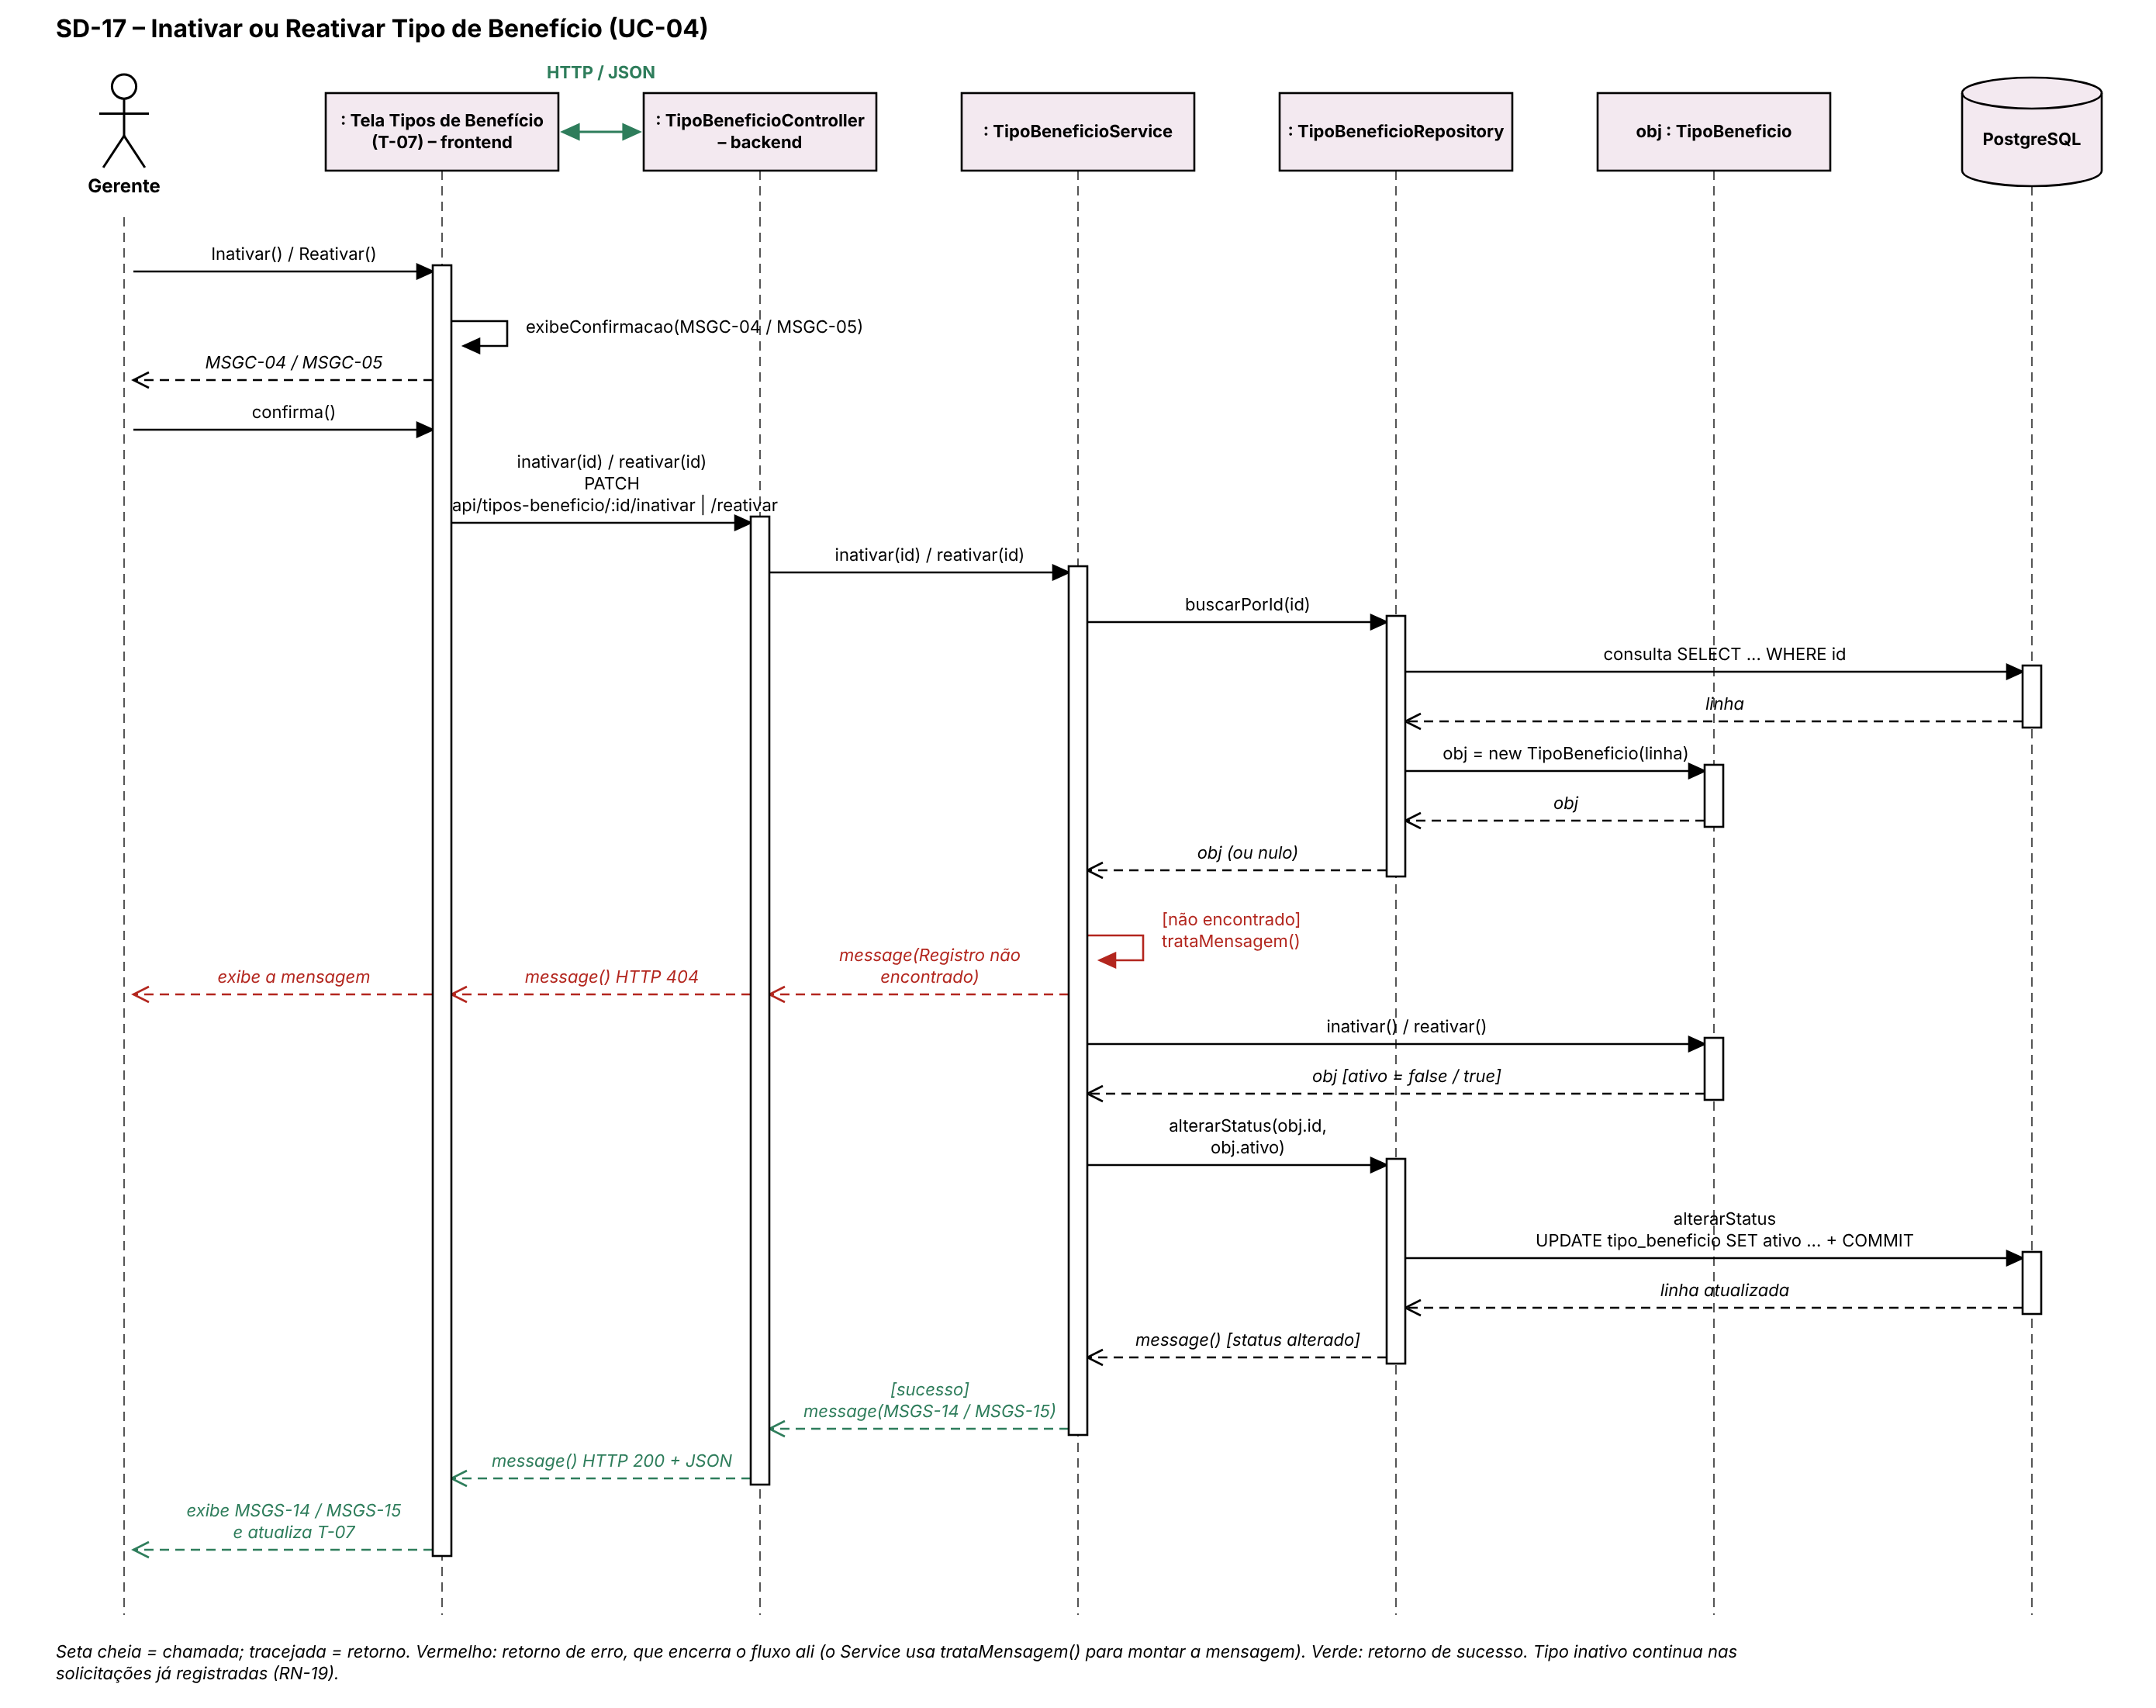 SD-17 – Inativar ou Reativar Tipo de Benefício (UC-04)
HTTP / JSON
Gerente
: Tela Tipos de Benefício
(T-07) – frontend
: TipoBeneficioController
– backend
: TipoBeneficioService
: TipoBeneficioRepository
obj : TipoBeneficio
PostgreSQL
Inativar() / Reativar()
exibeConfirmacao(MSGC-04 / MSGC-05)
MSGC-04 / MSGC-05
confirma()
inativar(id) / reativar(id)
PATCH
api/tipos-beneficio/:id/inativar | /reativar
inativar(id) / reativar(id)
buscarPorId(id)
consulta SELECT ... WHERE id
linha
obj = new TipoBeneficio(linha)
obj
obj (ou nulo)
[não encontrado]
trataMensagem()
message(Registro não
encontrado)
message() HTTP 404
exibe a mensagem
inativar() / reativar()
obj [ativo = false / true]
alterarStatus(obj.id,
obj.ativo)
alterarStatus
UPDATE tipo_beneficio SET ativo ... + COMMIT
linha atualizada
message() [status alterado]
[sucesso]
message(MSGS-14 / MSGS-15)
message() HTTP 200 + JSON
exibe MSGS-14 / MSGS-15
e atualiza T-07
Seta cheia = chamada; tracejada = retorno. Vermelho: retorno de erro, que encerra o fluxo ali (o Service usa trataMensagem() para montar a mensagem). Verde: retorno de sucesso. Tipo inativo continua nas
solicitações já registradas (RN-19).